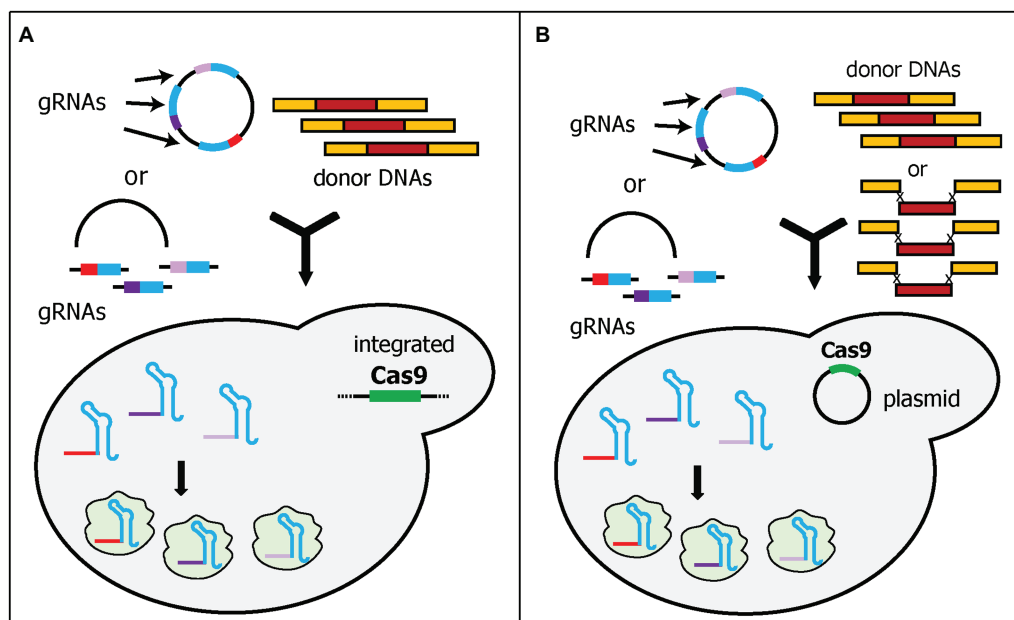 A
gRNAs
or
donor DNAs
gRNAs
integrated
Cas9
B
donor DNAs
gRNAs
or
or
gRNAs
Cas9
plasmid